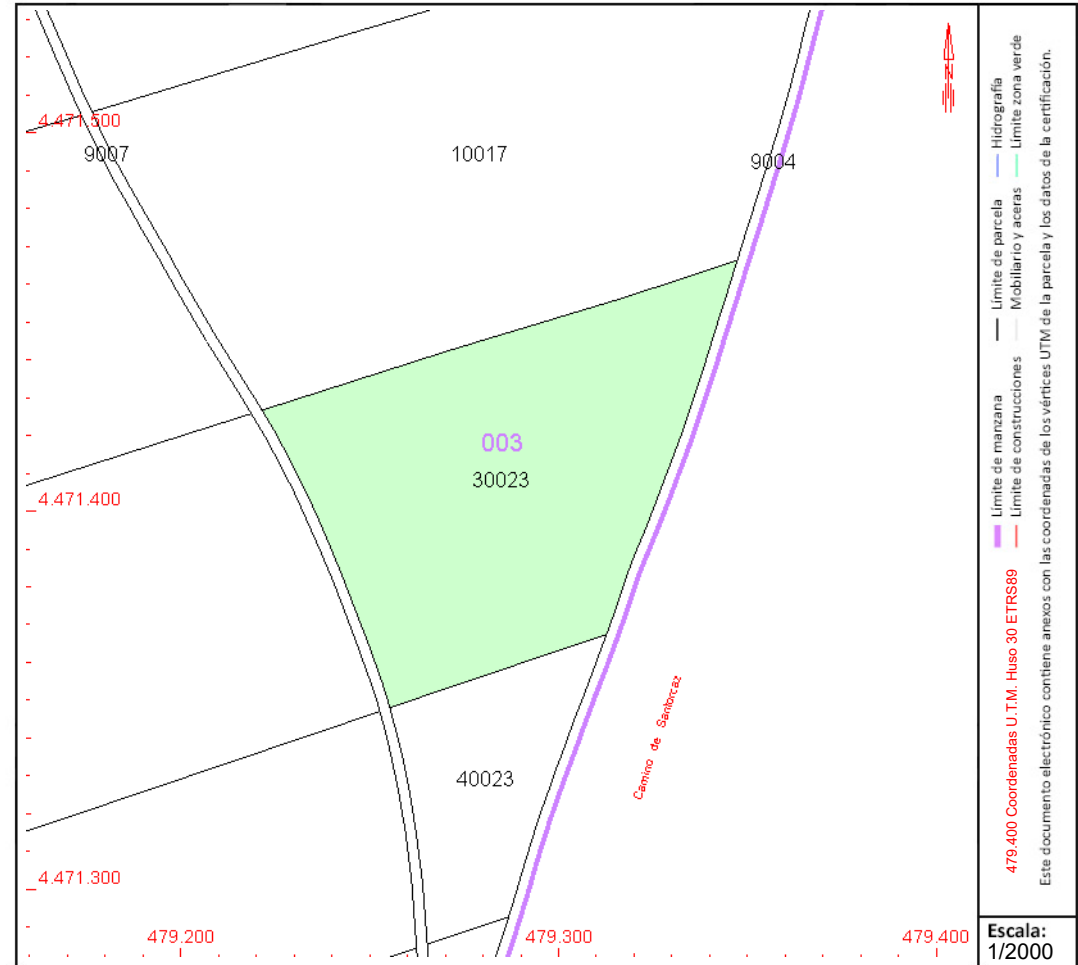 4.471.500
9007
10017
9004
003
30023
4.471.400
Camino de Santorcaz
40023
4.471.300
479.200
479.300
479.400
N
Límite de manzana
Límite de parcela
Hidrografía
479.400 Coordenadas U.T.M. Huso 30 ETRS89
Límite de construcciones
Mobiliario y aceras
Límite zona verde
Este documento electrónico contiene anexos con las coordenadas de los vértices UTM de la parcela y los datos de la certificación.
Escala:
1/2000